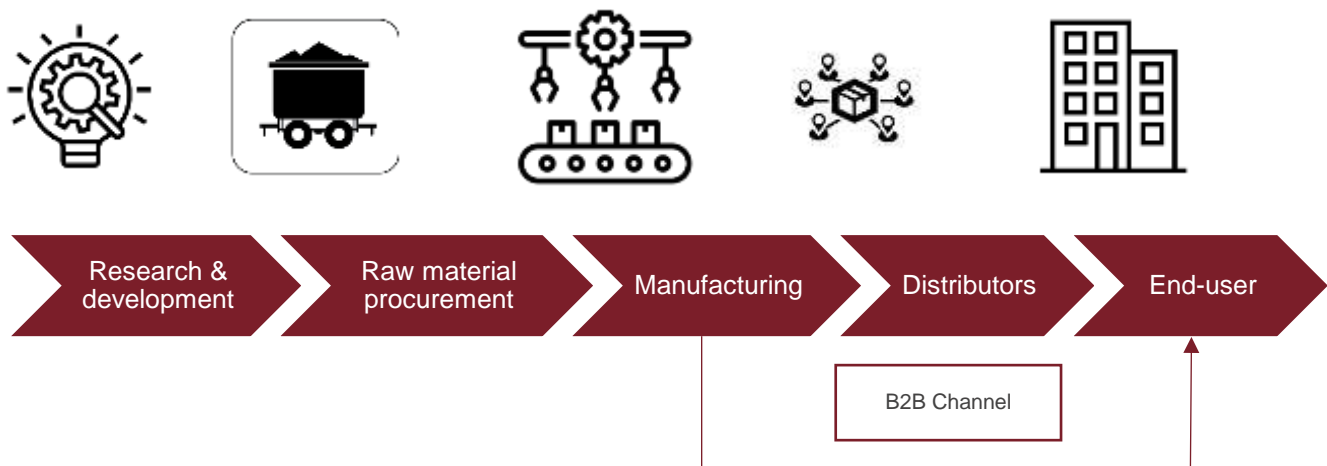 Research &
development
Raw material
procurement
Manufacturing
Distributors
End-user
B2B Channel